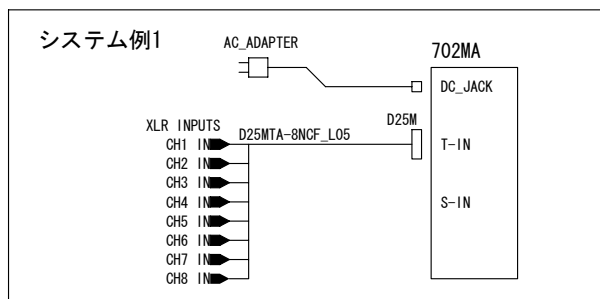 システム例1
AC_ADAPTER
702MA
DC_JACK
XLR INPUTS
D25MTA-8NCF_L05
D25M
CH1 IN
T-IN
CH2 IN
CH3 IN
CH4 IN
S-IN
CH5 IN
CH6 IN
CH7 IN
CH8 IN